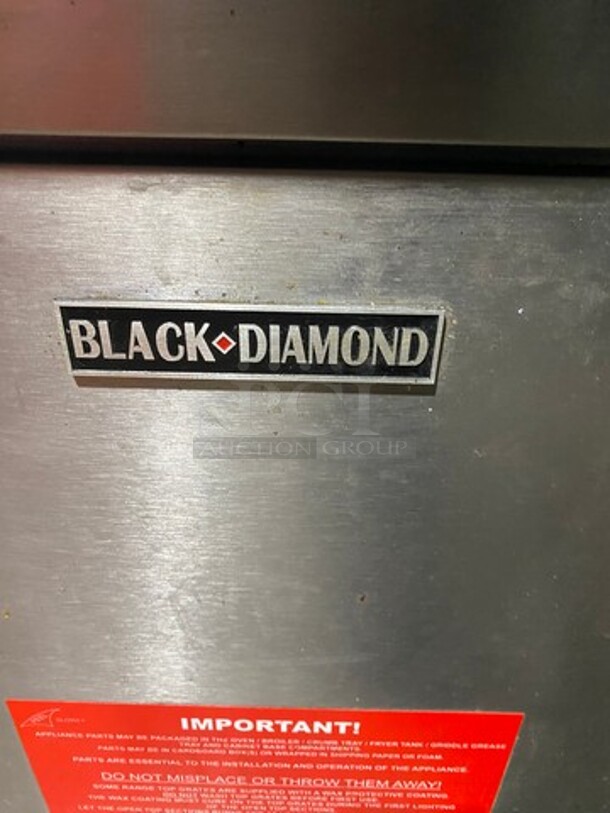 BLACK DIAMOND
PCI
AUCTION GROUP
IMPORTANT!
APPLIANCE PARTS MAY BE PACKAGED IN THE OVEN / BROILER / CRUMB TRAY / FRYER TANK / GRIDDLE GREASE
TRAY AND CABINET BASE COMPARTMENTS.
PARTS MAY BE IN CARDBOARD BOX(S) OR WRAPPED IN SHIPPING PAPER OR FOAM.
PARTS ARE ESSENTIAL TO THE INSTALLATION AND OPERATION OF THE APPLIANCE.
DO NOT MISPLACE OR THROW THEM AWAY!
SOME RANGE TOP GRATES ARE SUPPLIED WITH A WAX PROTECTIVE COATING.
DO NOT WASH TOP GRATES BEFORE FIRST USE.
THE WAX COATING MUST CURE ON THE TOP GRATES DURING THE FIRST LIGHTING
LET THE OPEN TOP SECTIONS